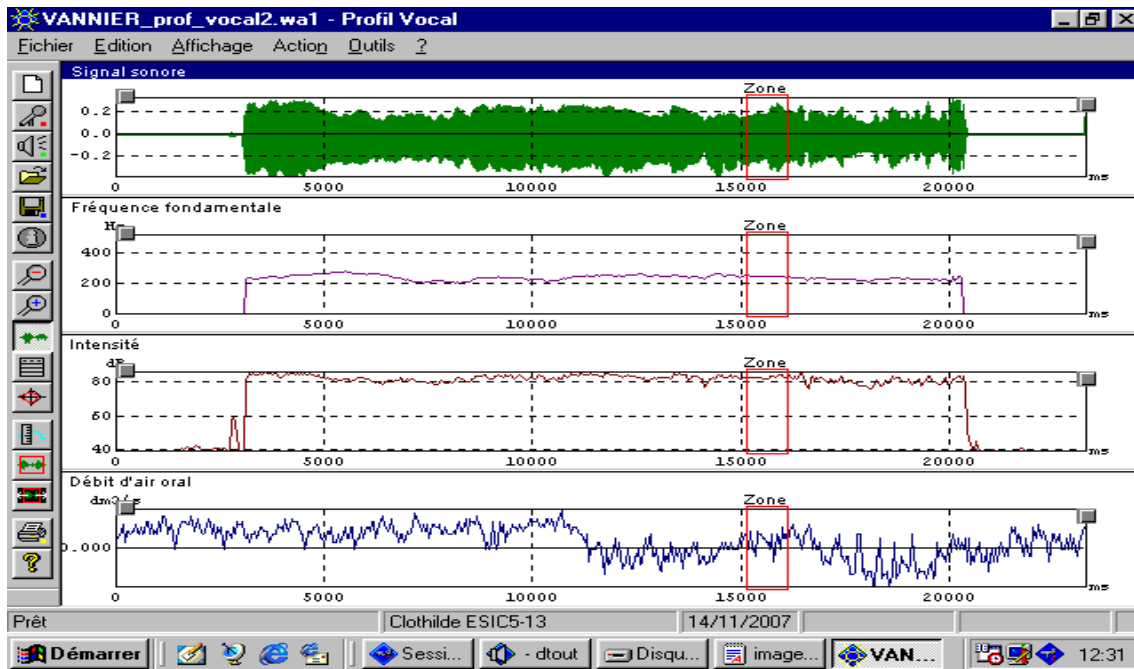 VANNIER_prof_vocal2.wa1 - Profil Vocal
Fichier Edition Affichage Action Outils ?
Signal sonore
Zone
0.2
0.0
-0.2
0 5000 10000 15000 20000 ms
Fréquence fondamentale
Zone
400
200
0
0 5000 10000 15000 20000 ms
Intensité
dB
Zone
80
60
40
0 5000 10000 15000 20000 ms
Débit d'air oral
dm3/s
Zone
0.000
0 5000 10000 15000 20000 ms
Prêt Clothilde ESIC5-13 14/11/2007
Démarrer Sessi... - dtout Disqu... image... VAN... 12:31